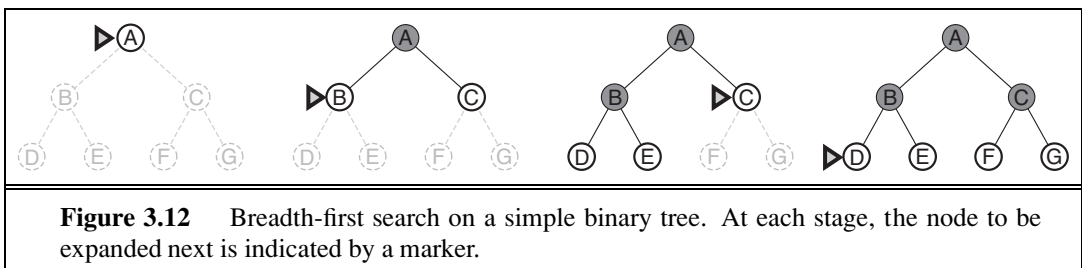 A A A A
B C B C B C B C
D E F G D E F G D E F G D E F G
Figure 3.12 Breadth-first search on a simple binary tree. At each stage, the node to be
expanded next is indicated by a marker.